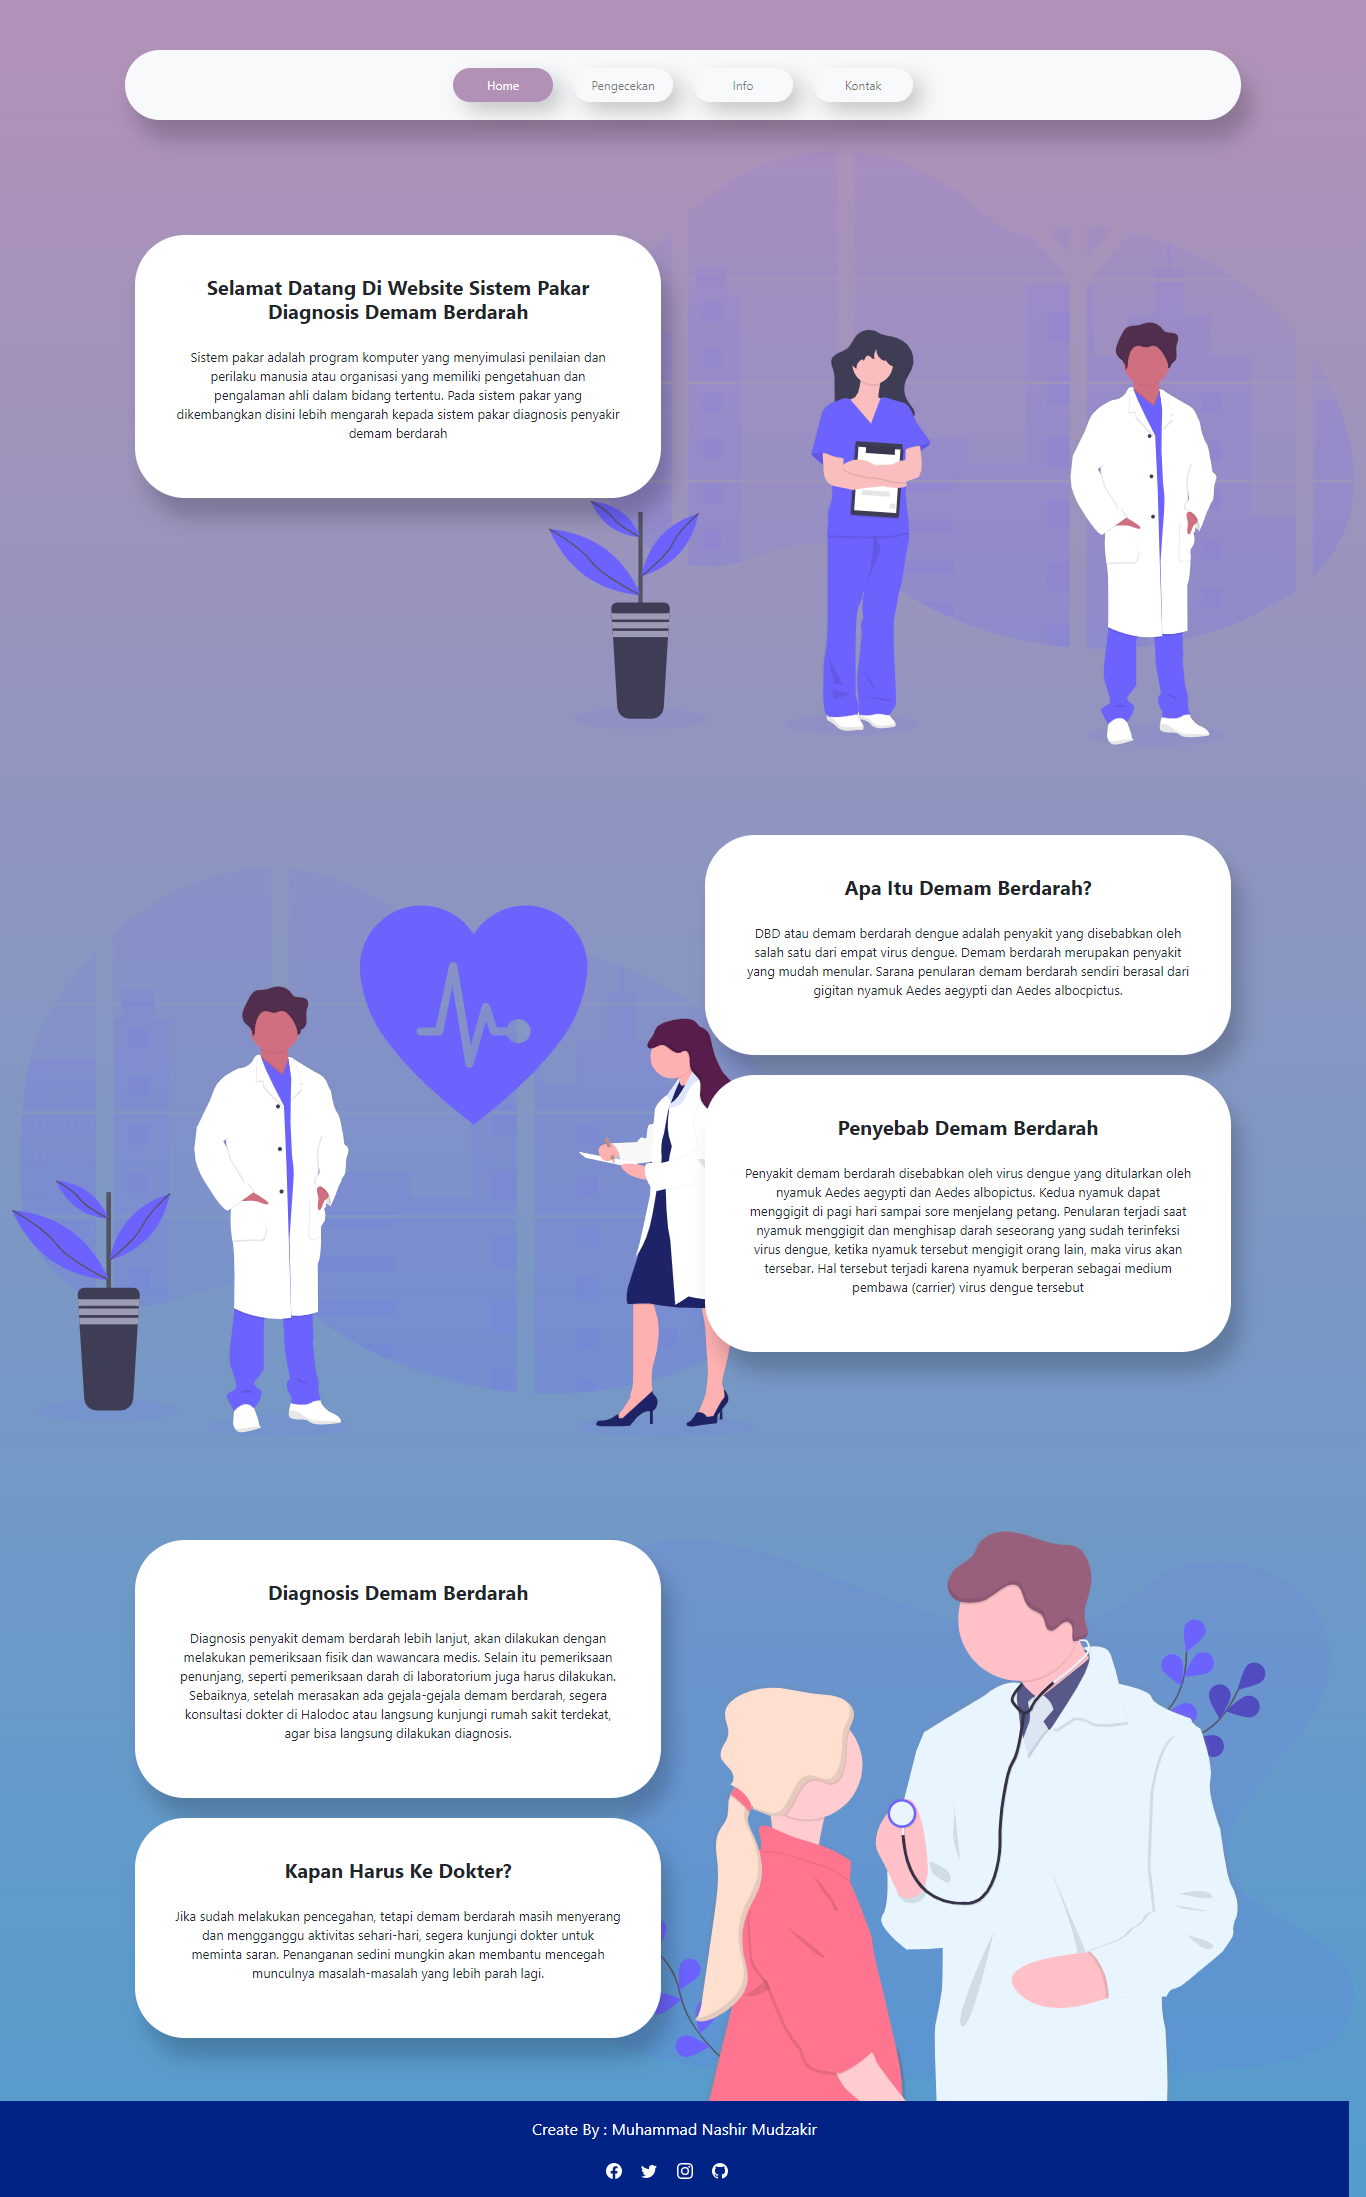 Home
Pengecekan
Info
Kontak
Selamat Datang Di Website Sistem Pakar
Diagnosis Demam Berdarah
Sistem pakar adalah program komputer yang menyimulasi penilaian dan
perilaku manusia atau organisasi yang memiliki pengetahuan dan
pengalaman ahli dalam bidang tertentu. Pada sistem pakar yang
dikembangkan disini lebih mengarah kepada sistem pakar diagnosis penyakir
demam berdarah
Apa Itu Demam Berdarah?
DBD atau demam berdarah dengue adalah penyakit yang disebabkan oleh
salah satu dari empat virus dengue. Demam berdarah merupakan penyakit
yang mudah menular. Sarana penularan demam berdarah sendiri berasal dari
gigitan nyamuk Aedes aegypti dan Aedes albocpictus.
Penyebab Demam Berdarah
Penyakit demam berdarah disebabkan oleh virus dengue yang ditularkan oleh
nyamuk Aedes aegypti dan Aedes albopictus. Kedua nyamuk dapat
menggigit di pagi hari sampai sore menjelang petang. Penularan terjadi saat
nyamuk menggigit dan menghisap darah seseorang yang sudah terinfeksi
virus dengue, ketika nyamuk tersebut mengigit orang lain, maka virus akan
tersebar. Hal tersebut terjadi karena nyamuk berperan sebagai medium
pembawa (carrier) virus dengue tersebut
Diagnosis Demam Berdarah
Diagnosis penyakit demam berdarah lebih lanjut, akan dilakukan dengan
melakukan pemeriksaan fisik dan wawancara medis. Selain itu pemeriksaan
penunjang, seperti pemeriksaan darah di laboratorium juga harus dilakukan.
Sebaiknya, setelah merasakan ada gejala-gejala demam berdarah, segera
konsultasi dokter di Halodoc atau langsung kunjungi rumah sakit terdekat,
agar bisa langsung dilakukan diagnosis.
Kapan Harus Ke Dokter?
Jika sudah melakukan pencegahan, tetapi demam berdarah masih menyerang
dan mengganggu aktivitas sehari-hari, segera kunjungi dokter untuk
meminta saran. Penanganan sedini mungkin akan membantu mencegah
munculnya masalah-masalah yang lebih parah lagi.
Create By : Muhammad Nashir Mudzakir